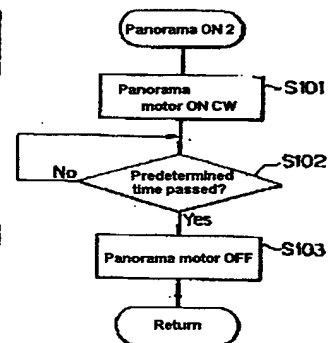 Panorama ON 2
Panorama
motor ON CW
S101
Predetermined
time passed?
S102
No
Yes
Panorama motor OFF
S103
Return